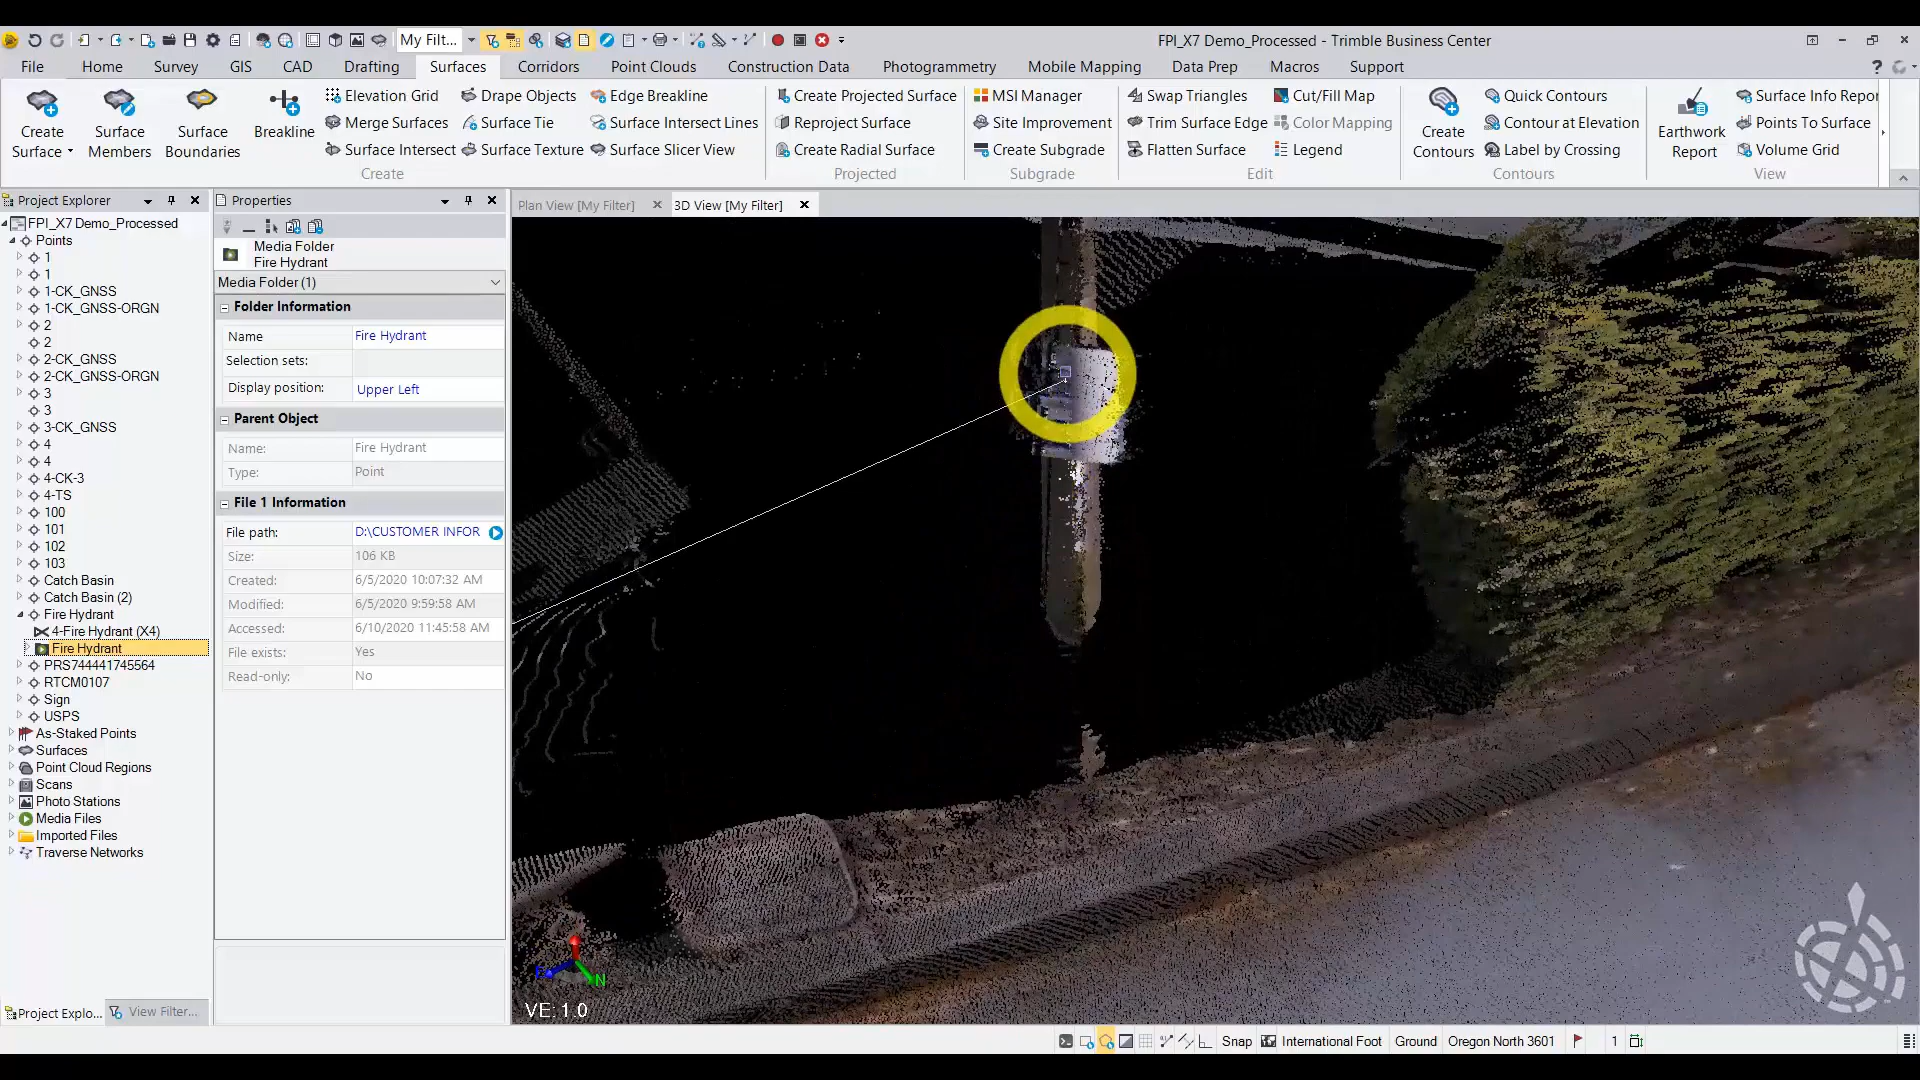 My Filt...
FPI_X7 Demo_Processed - Trimble Business Center
File Home Survey GIS CAD Drafting Surfaces Corridors Point Clouds Construction Data Photogrammetry Mobile Mapping Data Prep Macros Support
Create Surface
Surface Members
Surface Boundaries
Breakline
Elevation Grid
Merge Surfaces
Surface Intersect
Drape Objects
Surface Tie
Surface Texture
Edge Breakline
Surface Intersect Lines
Surface Slicer View
Create
Create Projected Surface
Reproject Surface
Create Radial Surface
Projected
MSI Manager
Site Improvement
Create Subgrade
Subgrade
Swap Triangles
Trim Surface Edge
Flatten Surface
Cut/Fill Map
Color Mapping
Legend
Edit
Create Contours
Quick Contours
Contour at Elevation
Label by Crossing
Contours
Earthwork Report
Surface Info Repor
Points To Surface
Volume Grid
View
Project Explorer
FPI_X7 Demo_Processed
Points
1
1
1-CK_GNSS
1-CK_GNSS-ORGN
2
2
2-CK_GNSS
2-CK_GNSS-ORGN
3
3
3-CK_GNSS
4
4
4-CK-3
4-TS
100
101
102
103
Catch Basin
Catch Basin (2)
Fire Hydrant
4-Fire Hydrant (X4)
Fire Hydrant
PRS744441745564
RTCM0107
Sign
USPS
As-Staked Points
Surfaces
Point Cloud Regions
Scans
Photo Stations
Media Files
Imported Files
Traverse Networks
Project Explo...
View Filter...
Properties
Media Folder
Fire Hydrant
Media Folder (1)
Folder Information
Name Fire Hydrant
Selection sets:
Display position: Upper Left
Parent Object
Name: Fire Hydrant
Type: Point
File 1 Information
File path: D:\CUSTOMER INFOR
Size: 106 KB
Created: 6/5/2020 10:07:32 AM
Modified: 6/5/2020 9:59:58 AM
Accessed: 6/10/2020 11:45:58 AM
File exists: Yes
Read-only: No
Plan View [My Filter]
3D View [My Filter]
E
N
VE: 1.0
Snap International Foot Ground Oregon North 3601 1